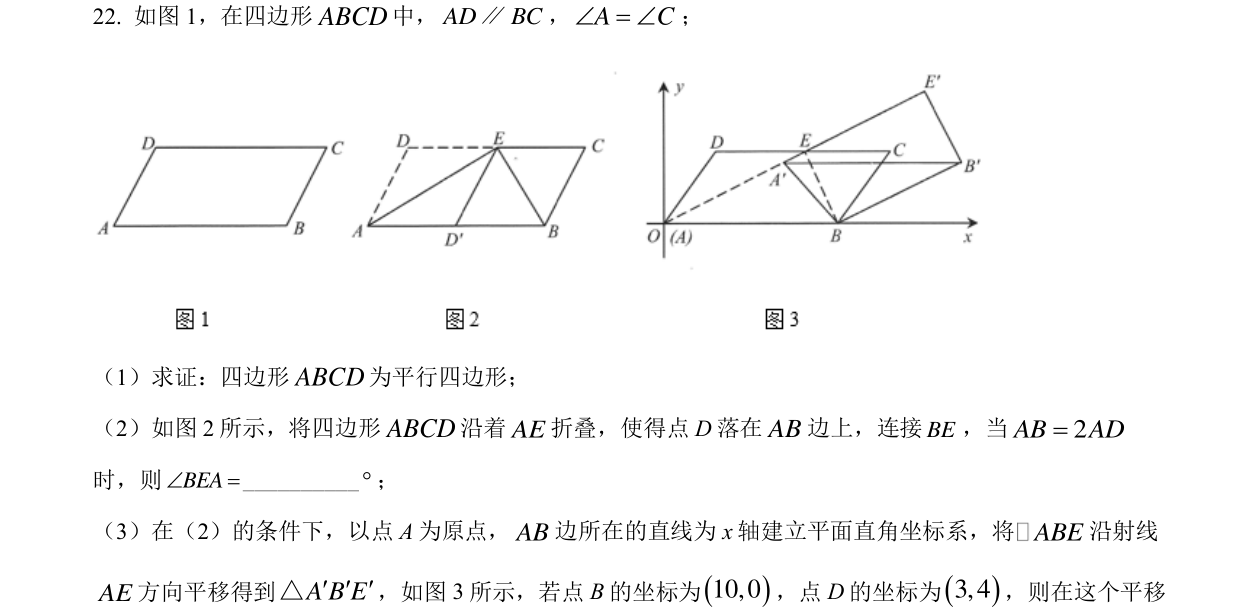 22. 如图 1，在四边形 ABCD 中， AD ∥ BC ， ∠A = ∠C ；
D C A B
D E C A D' B
y E' D E C A' B' O (A) B x
图 1 图 2 图 3
（1）求证：四边形 ABCD 为平行四边形；
（2）如图 2 所示，将四边形 ABCD 沿着 AE 折叠，使得点 D 落在 AB 边上，连接 BE ，当 AB = 2AD
时，则 ∠BEA = __________ ° ；
（3）在（2）的条件下，以点 A 为原点， AB 边所在的直线为 x 轴建立平面直角坐标系，将□ ABE 沿射线
AE 方向平移得到 △A'B'E' ，如图 3 所示，若点 B 的坐标为 (10,0) ，点 D 的坐标为 (3,4) ，则在这个平移